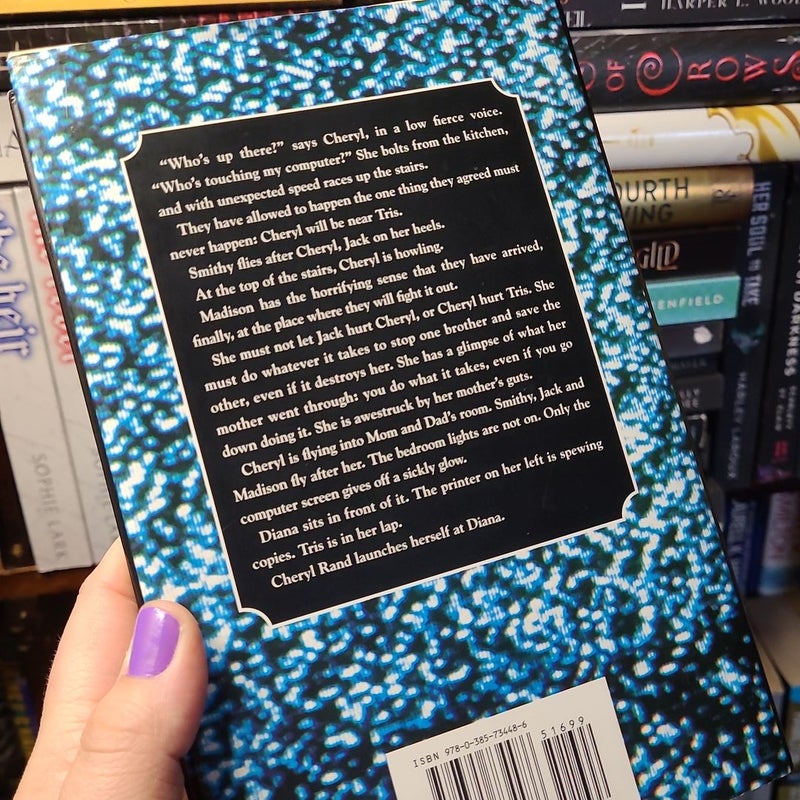 "Who's up there?" says Cheryl, in a low fierce voice.
"Who's touching my computer?" She bolts from the kitchen,
and with unexpected speed races up the stairs.
They have allowed to happen the one thing they agreed must
never happen: Cheryl will be near Tris.
Smithy flies after Cheryl, Jack on her heels.
At the top of the stairs, Cheryl is howling.
Madison has the horrifying sense that they have arrived,
finally, at the place where they will fight it out.
She must not let Jack hurt Cheryl, or Cheryl hurt Tris. She
must do whatever it takes to stop one brother and save the
other, even if it destroys her. She has a glimpse of what her
mother went through: you do what it takes, even if you go
down doing it. She is awestruck by her mother's guts.
Cheryl is flying into Mom and Dad's room. Smithy, Jack and
Madison fly after her. The bedroom lights are not on. Only the
computer screen gives off a sickly glow.
Diana sits in front of it. The printer on her left is spewing
copies. Tris is in her lap.
Cheryl Rand launches herself at Diana.
ISBN 978-0-385-73448-6
51699
HARPER L.
OF CROWS
OURTH
WING
ENFIELD
HER SOUL
SOPHIE LARK
heir